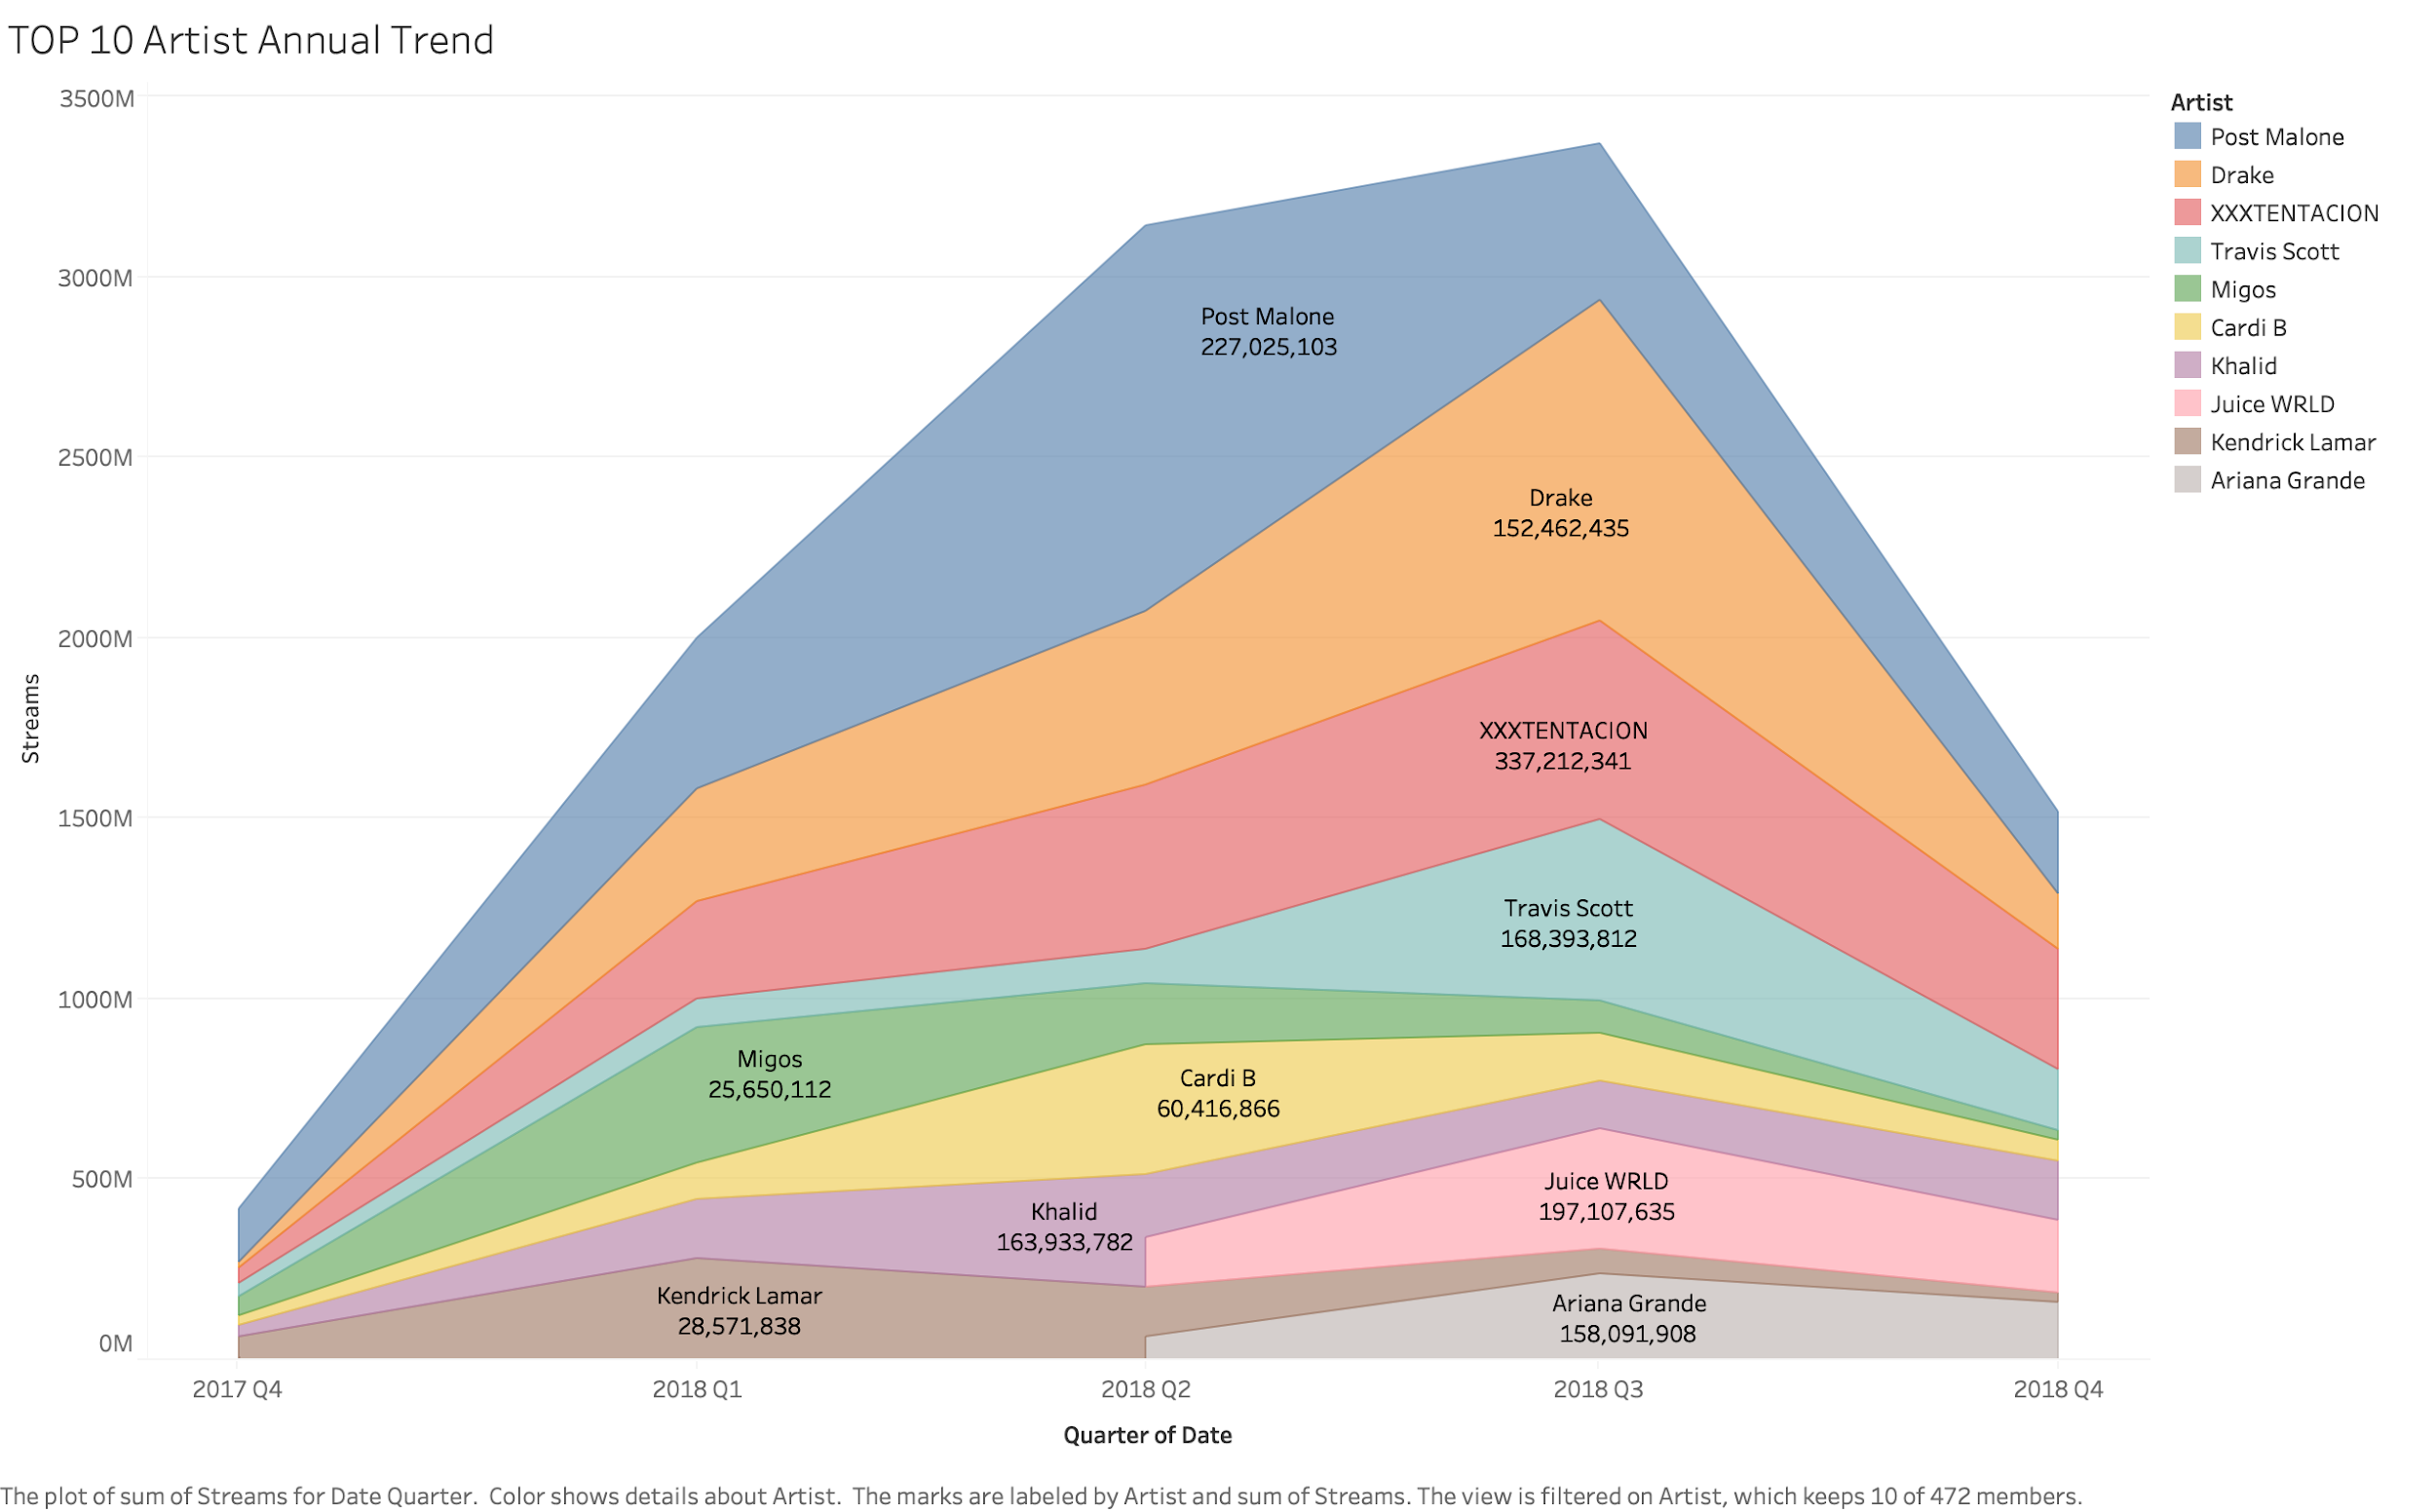 TOP 10 Artist Annual Trend
3500M
3000M
2500M
2000M
1500M
1000M
500M
0M
Streams
Post Malone
227,025,103
Drake
152,462,435
XXXTENTACION
337,212,341
Travis Scott
168,393,812
Migos
25,650,112
Cardi B
60,416,866
Khalid
163,933,782
Juice WRLD
197,107,635
Kendrick Lamar
28,571,838
Ariana Grande
158,091,908
2017 Q4
2018 Q1
2018 Q2
2018 Q3
2018 Q4
Quarter of Date
Artist
Post Malone
Drake
XXXTENTACION
Travis Scott
Migos
Cardi B
Khalid
Juice WRLD
Kendrick Lamar
Ariana Grande
The plot of sum of Streams for Date Quarter.  Color shows details about Artist.  The marks are labeled by Artist and sum of Streams. The view is filtered on Artist, which keeps 10 of 472 members.